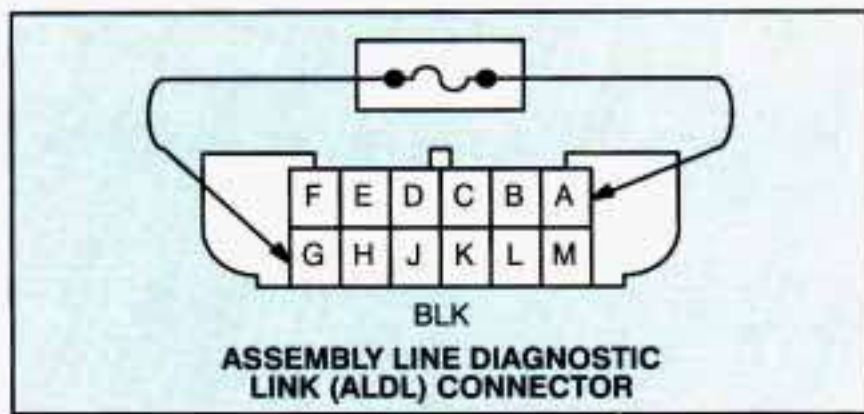 F E D C B A
G H J K L M
BLK
ASSEMBLY LINE DIAGNOSTIC
LINK (ALDL) CONNECTOR